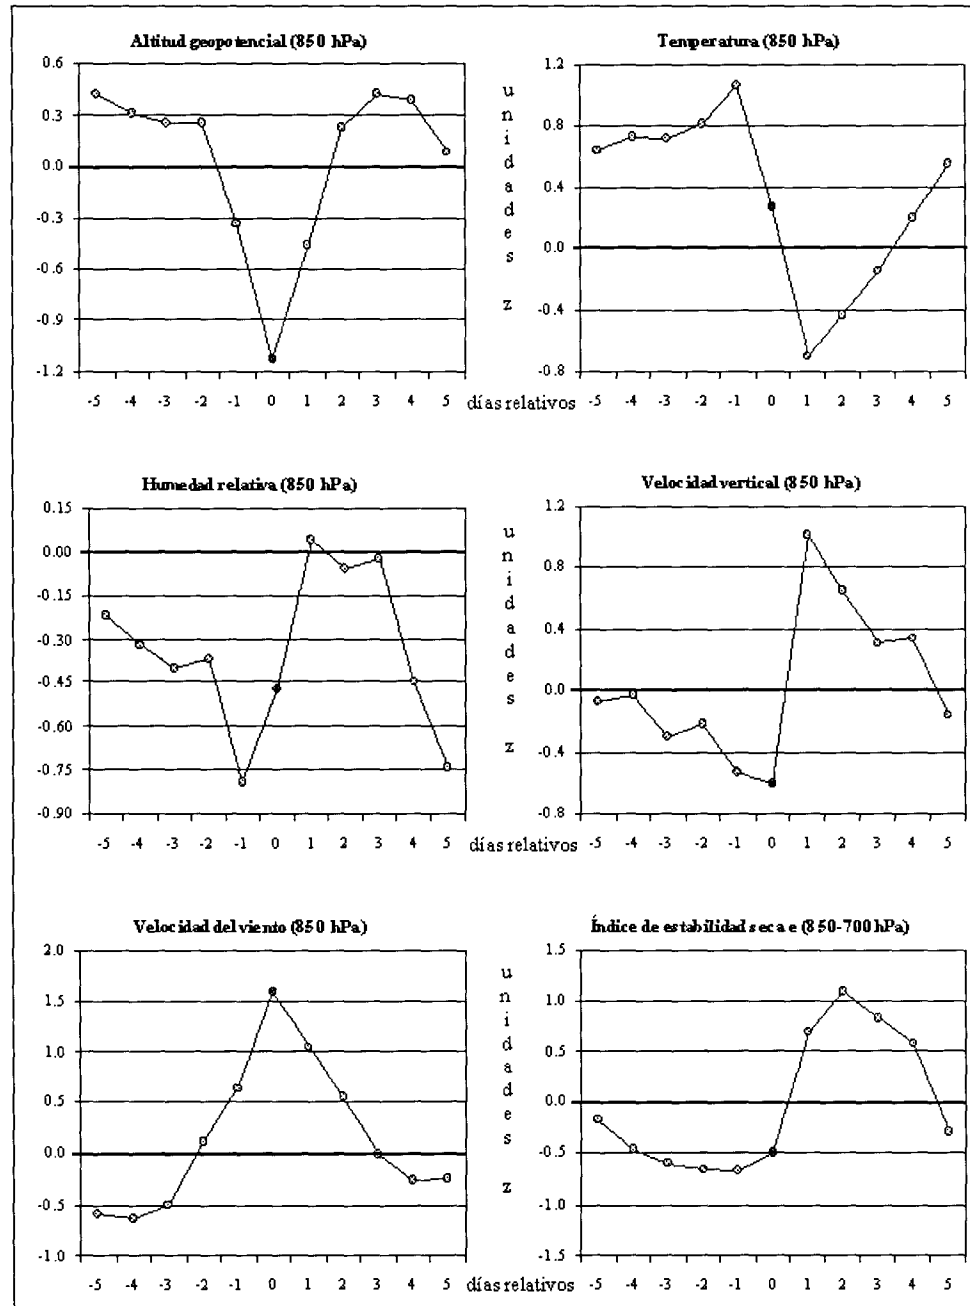 Altitud geopotencial (850 hPa)
0.6
0.3
0.0
-0.3
-0.6
-0.9
-1.2
-5 -4 -3 -2 -1 0 1 2 3 4 5
unidades z
Temperatura (850 hPa)
1.2
0.8
0.4
0.0
-0.4
-0.8
-5 -4 -3 -2 -1 0 1 2 3 4 5
días relativos
Humedad relativa (850 hPa)
0.15
0.00
-0.15
-0.30
-0.45
-0.60
-0.75
-0.90
-5 -4 -3 -2 -1 0 1 2 3 4 5
unidades z
Velocidad vertical (850 hPa)
1.2
0.8
0.4
0.0
-0.4
-0.8
-5 -4 -3 -2 -1 0 1 2 3 4 5
días relativos
Velocidad del viento (850 hPa)
2.0
1.5
1.0
0.5
0.0
-0.5
-1.0
-5 -4 -3 -2 -1 0 1 2 3 4 5
unidades z
Índice de estabilidad seca e (850-700 hPa)
1.5
1.0
0.5
0.0
-0.5
-1.0
-1.5
-5 -4 -3 -2 -1 0 1 2 3 4 5
días relativos